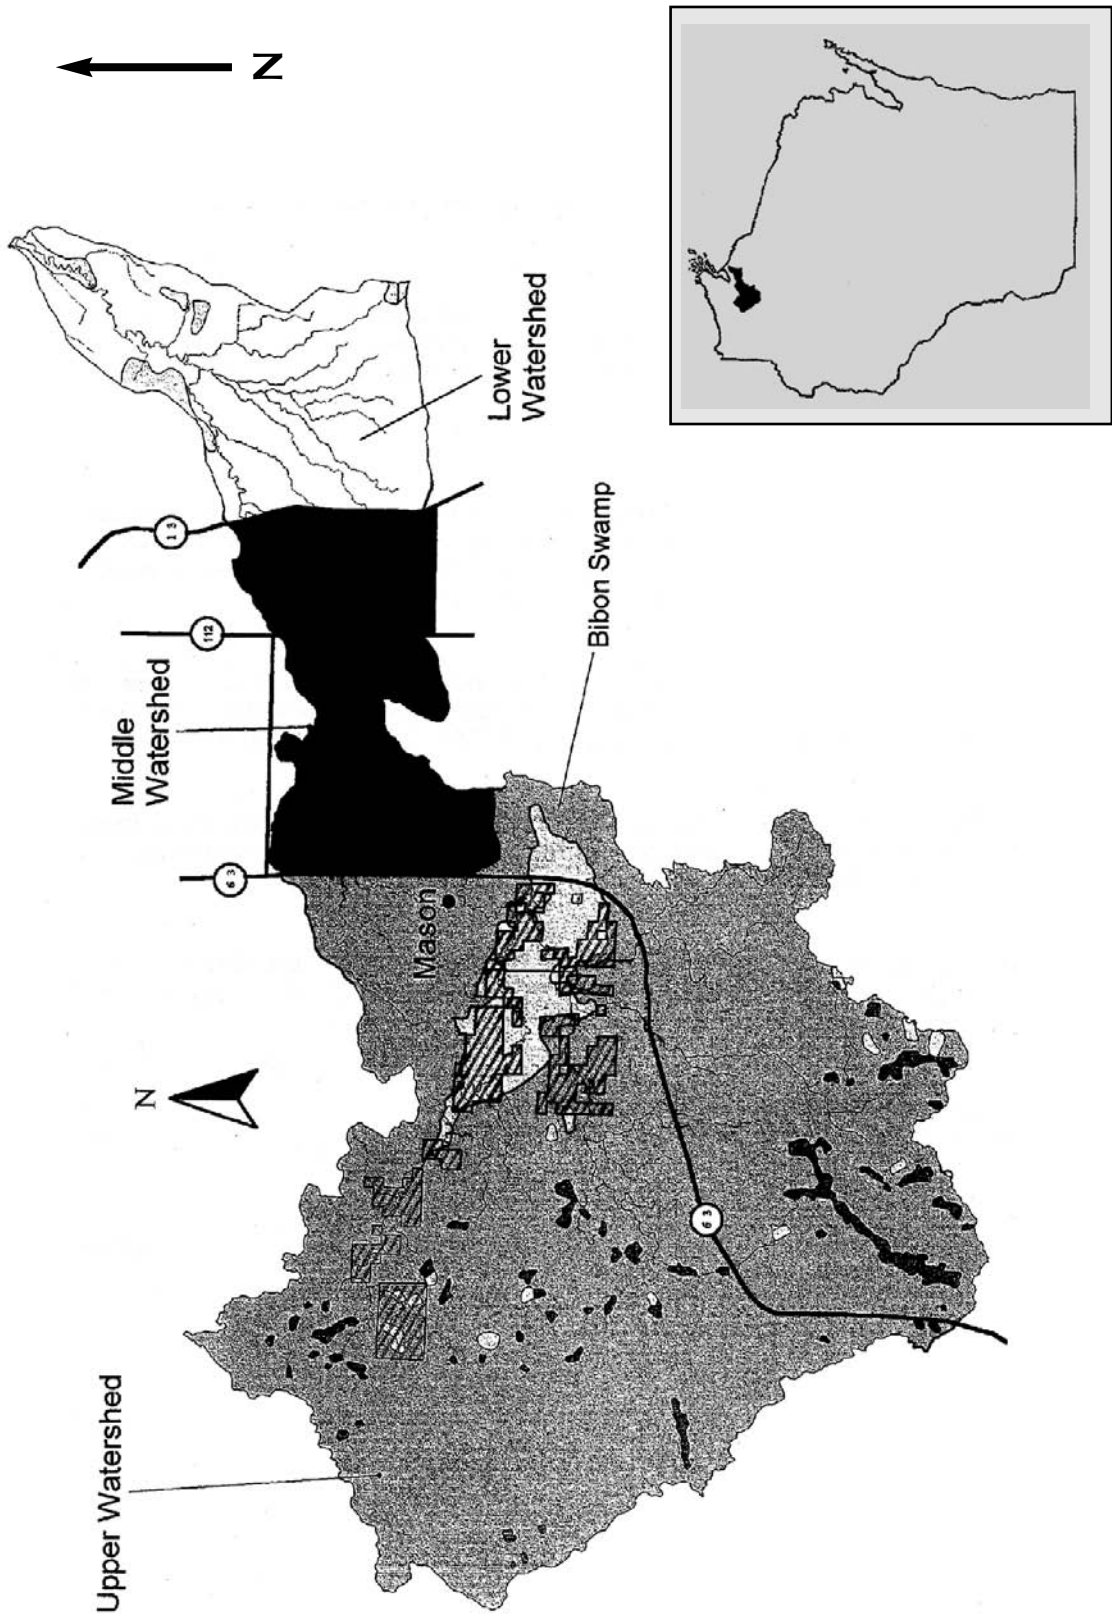 N
Lower
Watershed
13
112
Middle
Watershed
Bibon Swamp
63
Mason
N
63
Upper Watershed